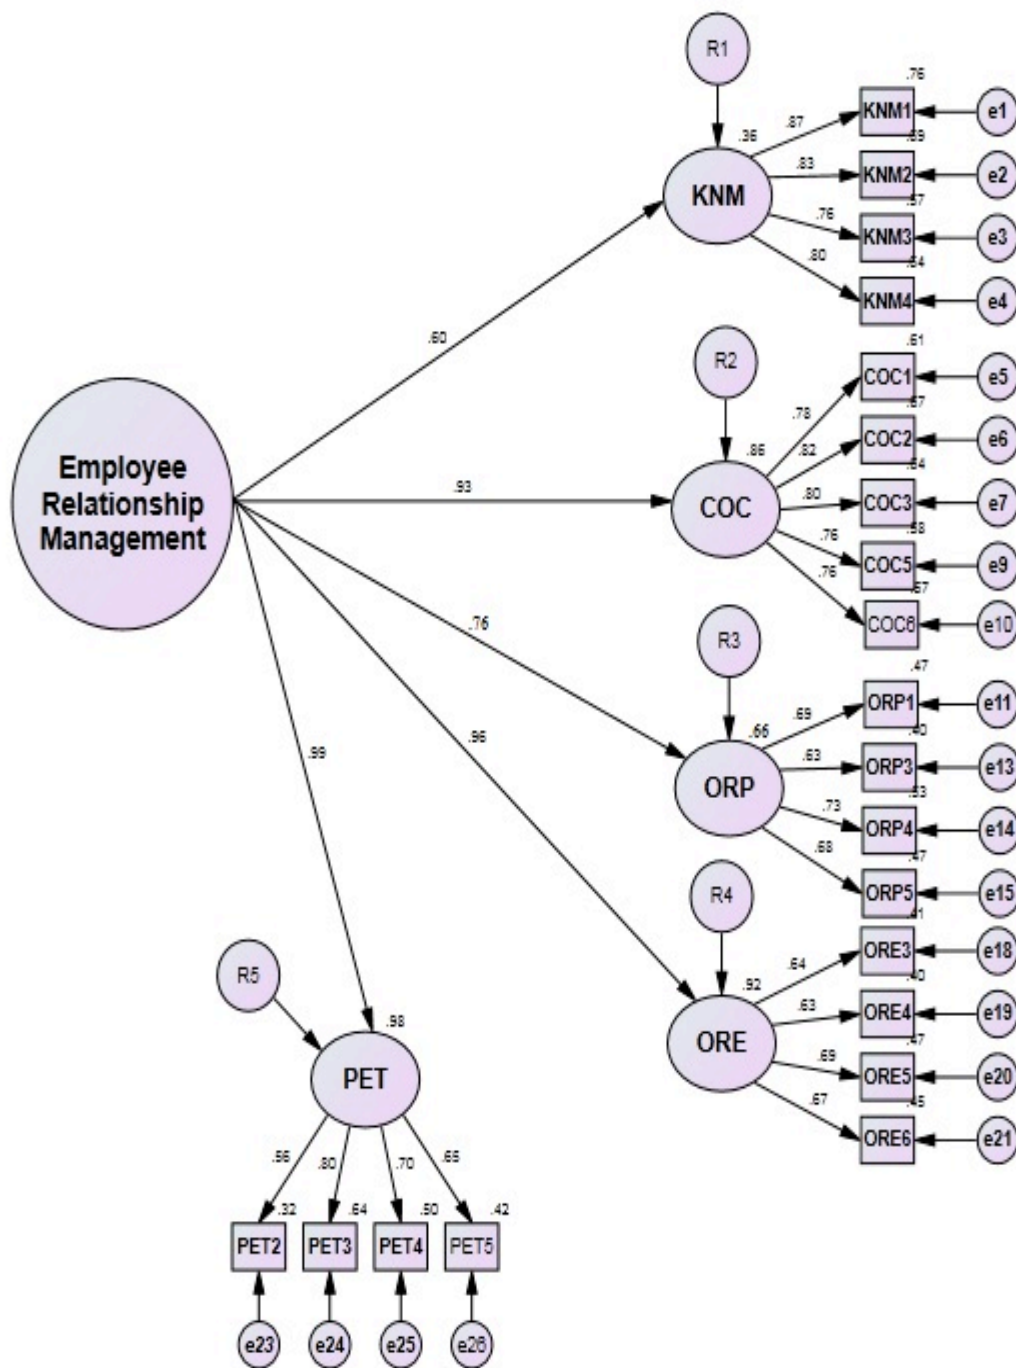 R1
.76
KNM1
e1
.36
.87
.69
KNM
.83
KNM2
e2
.57
.76
KNM3
e3
.64
.80
KNM4
e4
.60
.61
R2
COC1
e5
.67
.78
COC2
e6
.86
.82
.64
Employee
Relationship
Management
.93
COC
.80
COC3
e7
.58
.76
COC5
e9
.57
.76
COC6
e10
.76
R3
.47
ORP1
e11
.66
.69
.40
.63
ORP3
e13
.53
ORP
.73
ORP4
e14
.47
.68
ORP5
e15
.99
.96
R4
.41
ORE3
e18
.92
.64
.40
.63
ORE4
e19
.47
ORE
.69
ORE5
e20
.45
.67
ORE6
e21
R5
.98
PET
.56
.80
.70
.65
.32
.64
.50
.42
PET2
PET3
PET4
PET5
e23
e24
e25
e26